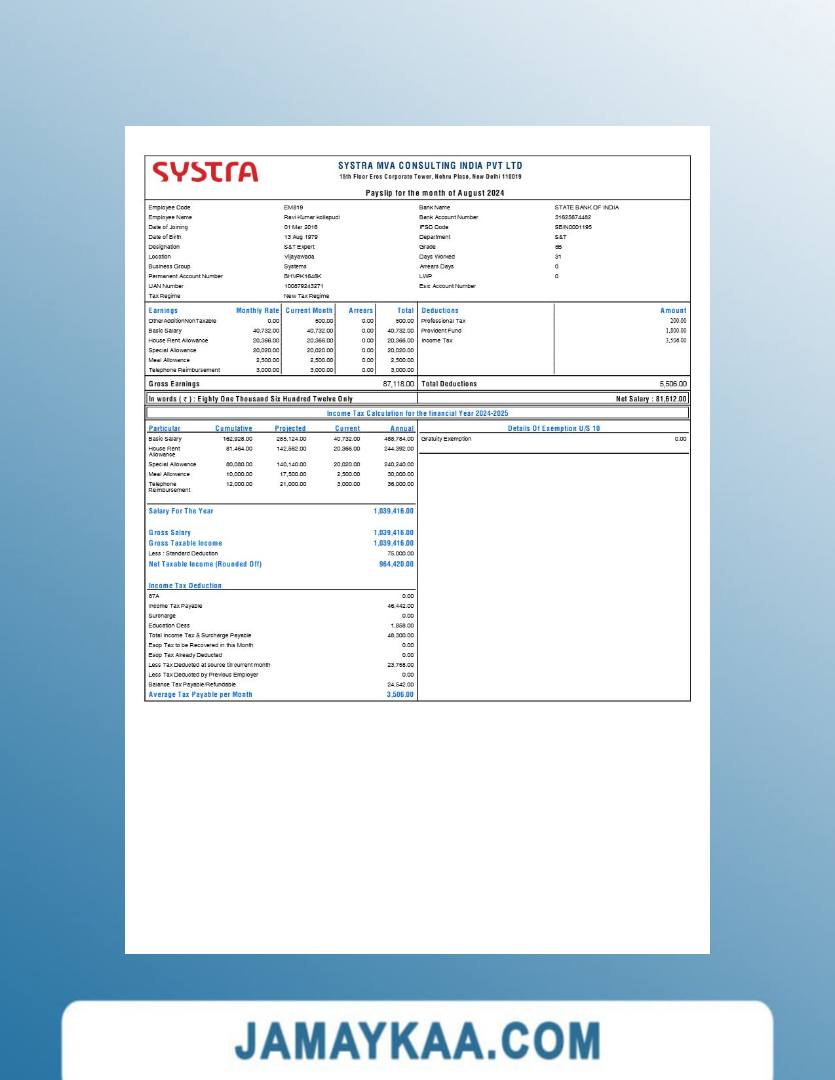 SYSTRA
SYSTRA MVA CONSULTING INDIA PVT LTD
15th Floor Eros Corporate Tower, Nehru Place, New Delhi 110019
Payslip for the month of August 2024
Employee Code EM819 Bank Name STATE BANK OF INDIA
Employee Name Ravi Kumar kollepudi Bank Account Number
Date of Joining 01 Mar 2016 IFSC Code
Date of Birth 13 Aug 1979 Department S&T
Designation S&T Expert Grade
Location Vijayawada Days Worked 31
Business Group Systems Arrears Days 0
Permanent Account Number LWP 0
UAN Number Esic Account Number
Tax Regime New Tax Regime
Earnings Monthly Rate Current Month Arrears Total Deductions Amount
OtherAdditionNonTaxable 0.00 500.00 0.00 500.00 Professional Tax 200.00
Basic Salary 40,732.00 40,732.00 0.00 40,732.00 Provident Fund 1,800.00
House Rent Allowance 20,366.00 20,366.00 0.00 20,366.00 Income Tax 3,506.00
Special Allowance 20,020.00 20,020.00 0.00 20,020.00
Meal Allowance 2,500.00 2,500.00 0.00 2,500.00
Telephone Reimbursement 3,000.00 3,000.00 0.00 3,000.00
Gross Earnings 87,118.00 Total Deductions 5,506.00
In words ( ₹ ) : Eighty One Thousand Six Hundred Twelve Only Net Salary : 81,612.00
Income Tax Calculation for the financial Year 2024-2025
Particular Cumulative Projected Current Annual Details Of Exemption U/S 10
Basic Salary 162,928.00 285,124.00 40,732.00 488,784.00 Gratuity Exemption 0.00
House Rent Allowance 81,464.00 142,562.00 20,366.00 244,392.00
Special Allowance 80,080.00 140,140.00 20,020.00 240,240.00
Meal Allowance 10,000.00 17,500.00 2,500.00 30,000.00
Telephone Reimbursement 12,000.00 21,000.00 3,000.00 36,000.00
Salary For The Year 1,039,416.00
Gross Salary 1,039,416.00
Gross Taxable Income 1,039,416.00
Less : Standard Deduction 75,000.00
Net Taxable Income (Rounded Off) 964,420.00
Income Tax Deduction
87A 0.00
Income Tax Payable 46,442.00
Surcharge 0.00
Education Cess 1,858.00
Total Income Tax & Surcharge Payable 48,300.00
Esop Tax to be Recovered in this Month 0.00
Esop Tax Already Deducted 0.00
Less Tax Deducted at source till current month 23,758.00
Less Tax Deducted by Previous Employer 0.00
Balance Tax Payable/Refundable 24,542.00
Average Tax Payable per Month 3,506.00
JAMAYKAA.COM